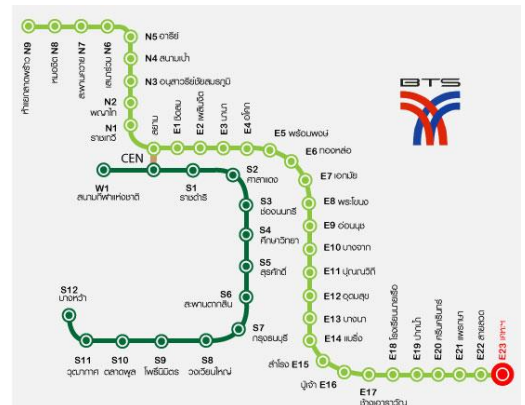 BTS
N9 ห้าแยกลาดพร้าว
N8 หมอชิต
N7 สะพานควาย
N6 เสนาร่วม
N5 อารีย์
N4 สนามเป้า
N3 อนุสาวรีย์ชัยสมรภูมิ
N2
พญาไท
N1
ราชเทวี
สยาม
CEN
E1 ชิดลม
E2 เพลินจิต
E3 นานา
E4 อโศก
E5 พร้อมพงษ์
E6 ทองหล่อ
E7 เอกมัย
E8 พระโขนง
E9 อ่อนนุช
E10 บางจาก
E11 ปุณณวิถี
E12 อุดมสุข
E13 บางนา
E14 แบริ่ง
สำโรง E15
ปู่เจ้า E16
E17
ช้างเอราวัณ
E18 โรงเรียนนายเรือ
E19 ปากน้ำ
E20 ศรีนครินทร์
E21 แพรกษา
E22 สายลวด
E23 เคหะฯ
W1
สนามกีฬาแห่งชาติ
S1
ราชดำริ
S2
ศาลาแดง
S3
ช่องนนทรี
S4
ศึกษาวิทยา
S5
สุรศักดิ์
S6
สะพานตากสิน
S7
กรุงธนบุรี
S8
วงเวียนใหญ่
S9
โพธิ์นิมิตร
S10
ตลาดพลู
S11
วุฒากาศ
S12
บางหว้า